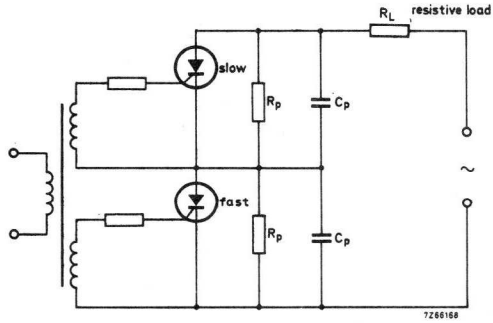 R_L resistive load
slow
R_p C_p
fast
R_p C_p
~
7Z66168